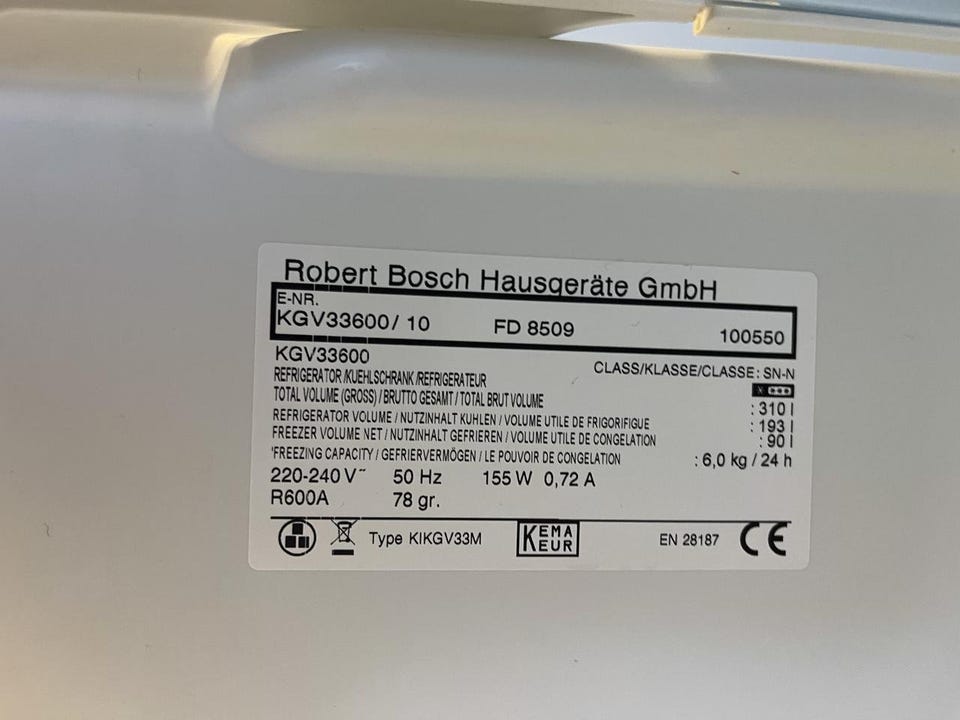 Robert Bosch Hausgeräte GmbH
E-NR.
KGV33600/ 10 FD 8509 100550
KGV33600
CLASS/KLASSE/CLASSE: SN-N
REFRIGERATOR /KUEHLSCHRANK /REFRIGERATEUR
TOTAL VOLUME (GROSS) / BRUTTO GESAMT / TOTAL BRUT VOLUME : 310 l
REFRIGERATOR VOLUME / NUTZINHALT KUHLEN / VOLUME UTILE DE FRIGORIFIGUE : 193 l
FREEZER VOLUME NET / NUTZINHALT GEFRIEREN / VOLUME UTILE DE CONGELATION : 90 l
'FREEZING CAPACITY / GEFRIERVERMÖGEN / LE POUVOIR DE CONGELATION : 6,0 kg / 24 h
220-240 V~ 50 Hz 155 W 0,72 A
R600A 78 gr.
Type KIKGV33M KEMA EUR EN 28187 CE